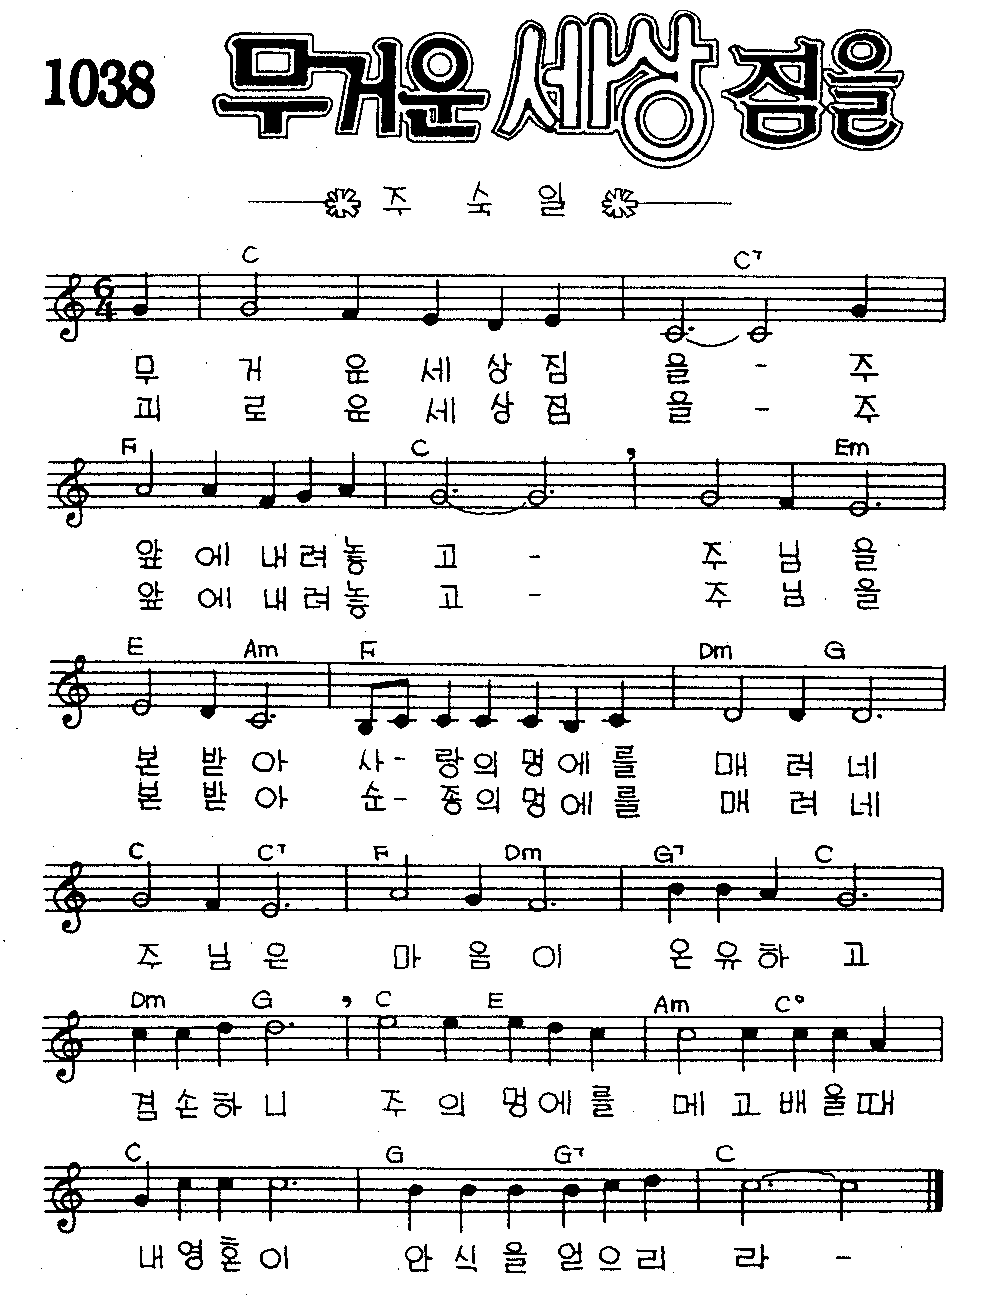 1038 무거운 세상 짐을
주 숙 일
C C7
6/4
무 거 운 세 상 짐 을 - 주
괴 로 운 세 상 짐 을 - 주
F C Em
앞 에 내 려 놓 고 - 주 님 을
앞 에 내 려 놓 고 - 주 님 을
E Am F Dm G
본 받 아 사 - 랑 의 멍 에 를 매 려 네
본 받 아 순 - 종 의 멍 에 를 매 려 네
C C7 F Dm G7 C
주 님 은 마 음 이 온 유 하 고
Dm G C E Am C°
겸 손 하 니 주 의 멍 에 를 메 고 배 울 때
C G G7 C
내 영 혼 이 안 식 을 얻 으 리 라 -